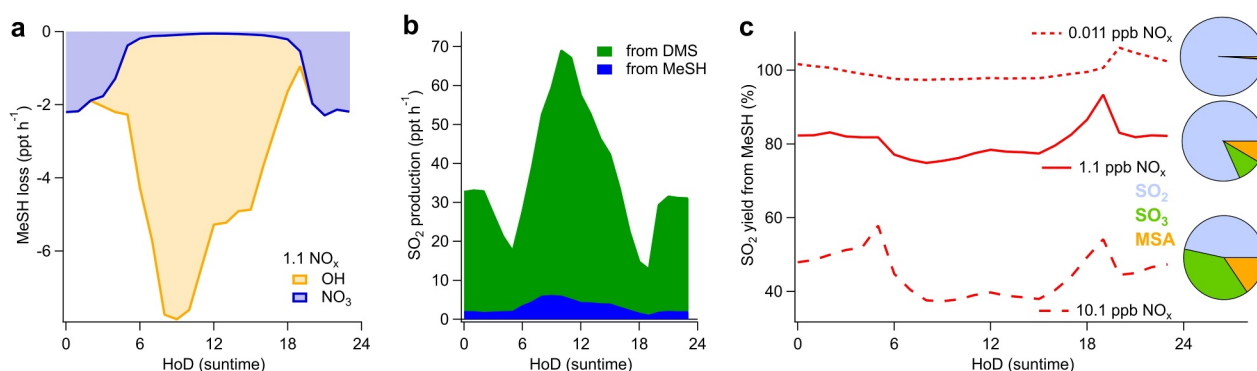 a
0
-2
-4
-6
MeSH loss (ppt h⁻¹)
1.1 NOₓ
OH
NO₃
0 6 12 18 24
HoD (suntime)
b
70
60
50
40
30
20
10
0
SO₂ production (ppt h⁻¹)
from DMS
from MeSH
0 6 12 18 24
HoD (suntime)
c
100
80
60
40
SO₂ yield from MeSH (%)
0.011 ppb NOₓ
1.1 ppb NOₓ
SO₂
SO₃
MSA
10.1 ppb NOₓ
0 6 12 18 24
HoD (suntime)